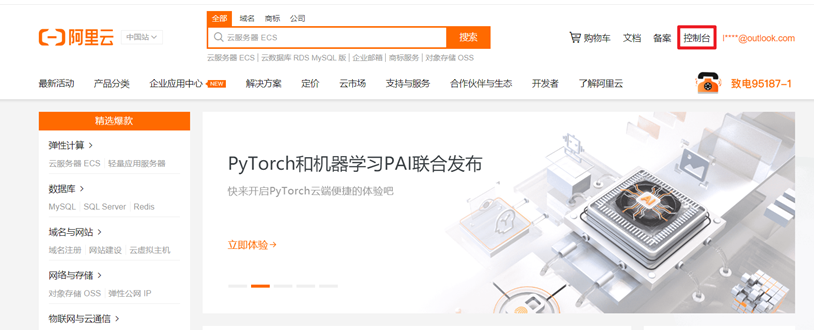 全部 域名 商标 公司
阿里云 中国站
云服务器 ECS 搜索
购物车 文档 备案 控制台 l****@outlook.com
云服务器 ECS | 云数据库 RDS MySQL 版 | 企业邮箱 | 商标服务 | 对象存储 OSS
最新活动 产品分类 企业应用中心 NEW 解决方案 定价 云市场 支持与服务 合作伙伴与生态 开发者 了解阿里云 致电95187-1
精选爆款
弹性计算 >
云服务器 ECS | 轻量应用服务器
数据库 >
MySQL | SQL Server | Redis
域名与网站 >
域名注册 | 网站建设 | 云虚拟主机
网络与存储 >
对象存储 OSS | 弹性公网 IP
物联网与云通信 >
PyTorch和机器学习PAI联合发布
快来开启PyTorch云端便捷的体验吧
立即体验→
AI